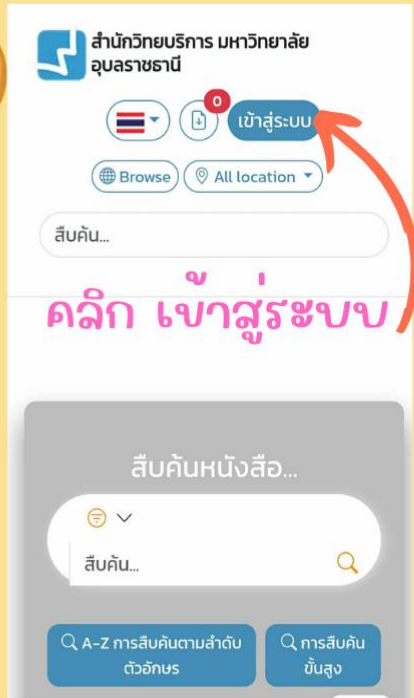 สำนักวิทยบริการ มหาวิทยาลัย
อุบลราชธานี
0
เข้าสู่ระบบ
Browse
All location
สืบค้น...
คลิก เข้าสู่ระบบ
สืบค้นหนังสือ...
สืบค้น...
A-Z การสืบค้นตามลำดับ
ตัวอักษร
การสืบค้น
ขั้นสูง